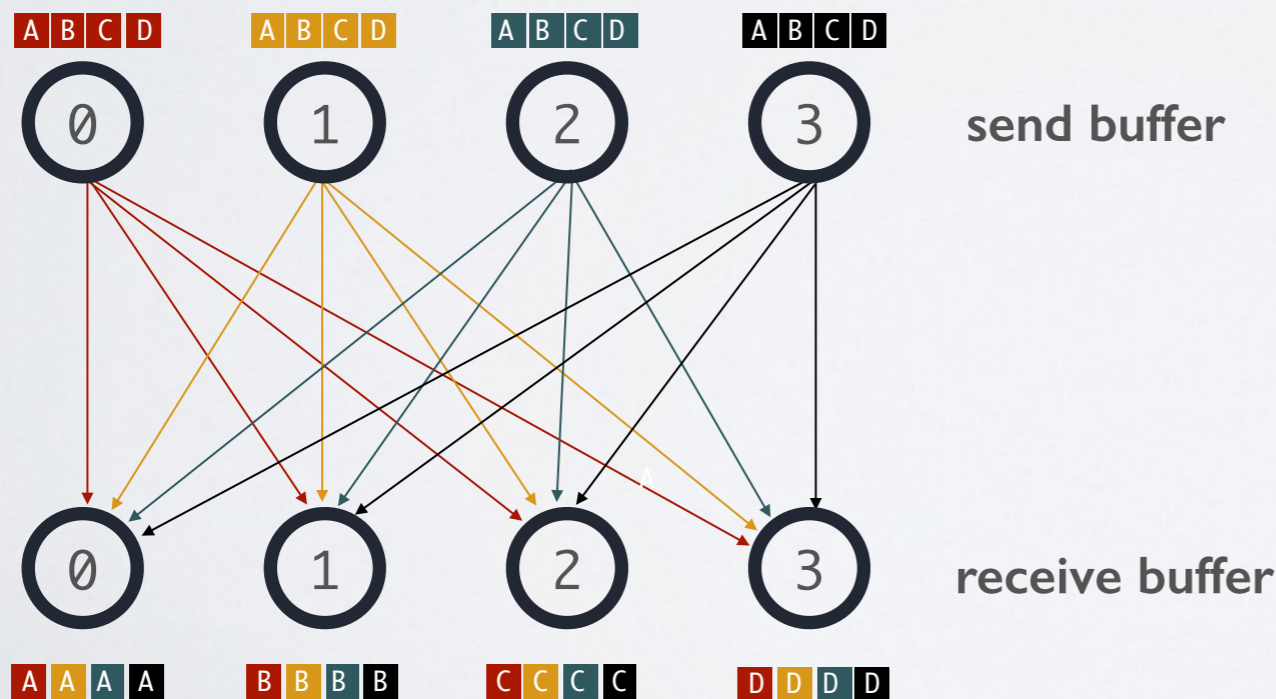 A B C D A B C D A B C D A B C D
0 1 2 3 send buffer
A
0 1 2 3 receive buffer
A A A A B B B B C C C C D D D D